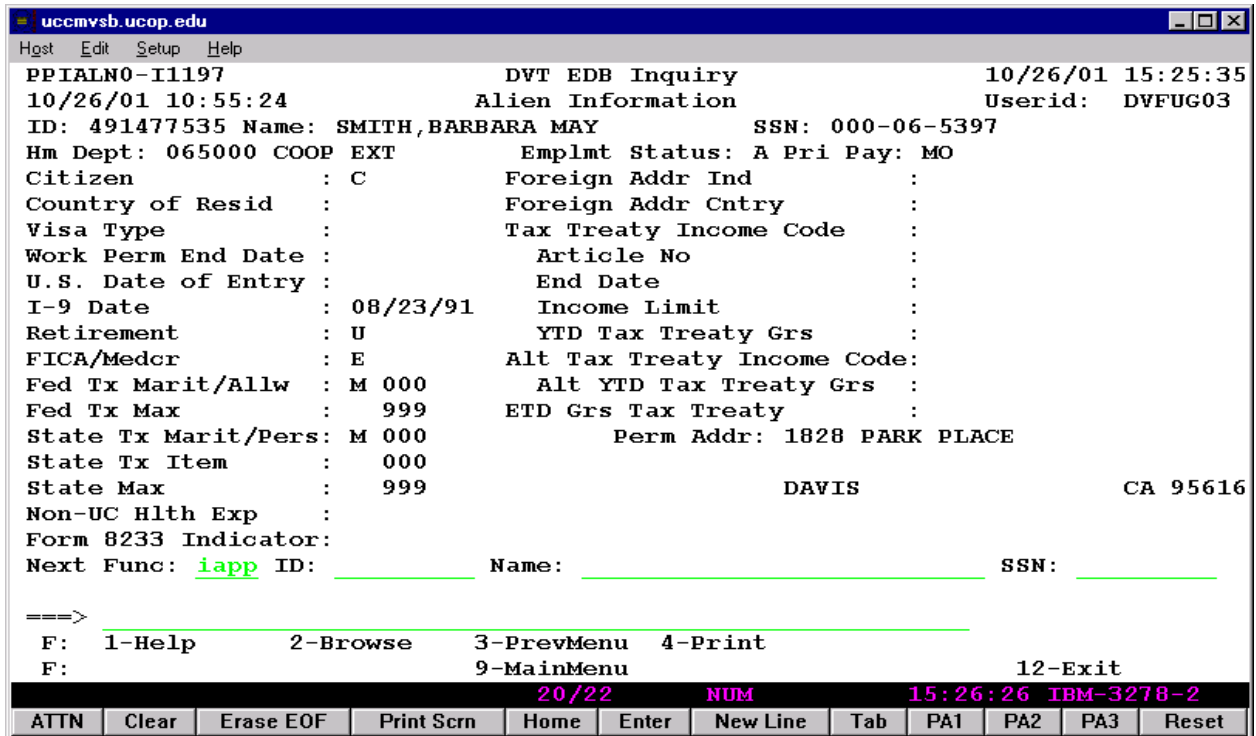 uccmvsb.ucop.edu
Host Edit Setup Help
PPIALN0-I1197 DVT EDB Inquiry 10/26/01 15:25:35
10/26/01 10:55:24 Alien Information Userid: DVFUG03
ID: 491477535 Name: SMITH,BARBARA MAY SSN: 000-06-5397
Hm Dept: 065000 COOP EXT Emplmt Status: A Pri Pay: MO
Citizen : C Foreign Addr Ind :
Country of Resid : Foreign Addr Cntry :
Visa Type : Tax Treaty Income Code :
Work Perm End Date : Article No :
U.S. Date of Entry : End Date :
I-9 Date : 08/23/91 Income Limit :
Retirement : U YTD Tax Treaty Grs :
FICA/Medcr : E Alt Tax Treaty Income Code:
Fed Tx Marit/Allw : M 000 Alt YTD Tax Treaty Grs :
Fed Tx Max : 999 ETD Grs Tax Treaty :
State Tx Marit/Pers: M 000 Perm Addr: 1828 PARK PLACE
State Tx Item : 000
State Max : 999 DAVIS CA 95616
Non-UC Hlth Exp :
Form 8233 Indicator:
Next Func: iapp ID: Name: SSN:
===>
F: 1-Help 2-Browse 3-PrevMenu 4-Print
F: 9-MainMenu 12-Exit
20/22 NUM 15:26:26 IBM-3278-2
ATTN Clear Erase EOF Print Scrn Home Enter New Line Tab PA1 PA2 PA3 Reset